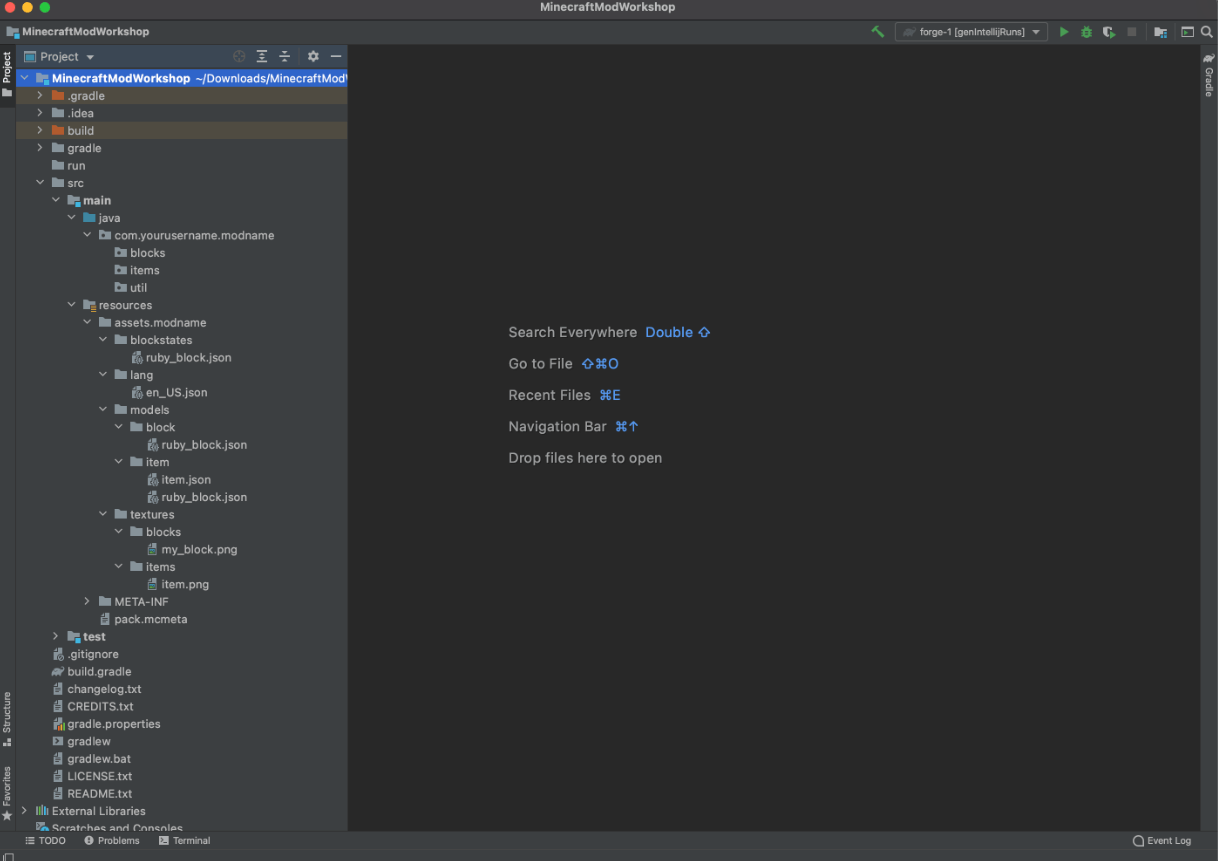 MinecraftModWorkshop
MinecraftModWorkshop
forge-1 [genIntellijRuns]
Project
Project
MinecraftModWorkshop ~/Downloads/MinecraftMod
.gradle
.idea
build
gradle
run
src
main
java
com.yourusername.modname
blocks
items
util
resources
assets.modname
blockstates
ruby_block.json
lang
en_US.json
models
block
ruby_block.json
item
item.json
ruby_block.json
textures
blocks
my_block.png
items
item.png
META-INF
pack.mcmeta
test
.gitignore
build.gradle
changelog.txt
CREDITS.txt
gradle.properties
gradlew
gradlew.bat
LICENSE.txt
README.txt
External Libraries
Scratches and Consoles
Structure
Favorites
Search Everywhere Double ⇧
Go to File ⇧⌘O
Recent Files ⌘E
Navigation Bar ⌘↑
Drop files here to open
Gradle
TODO Problems Terminal Event Log